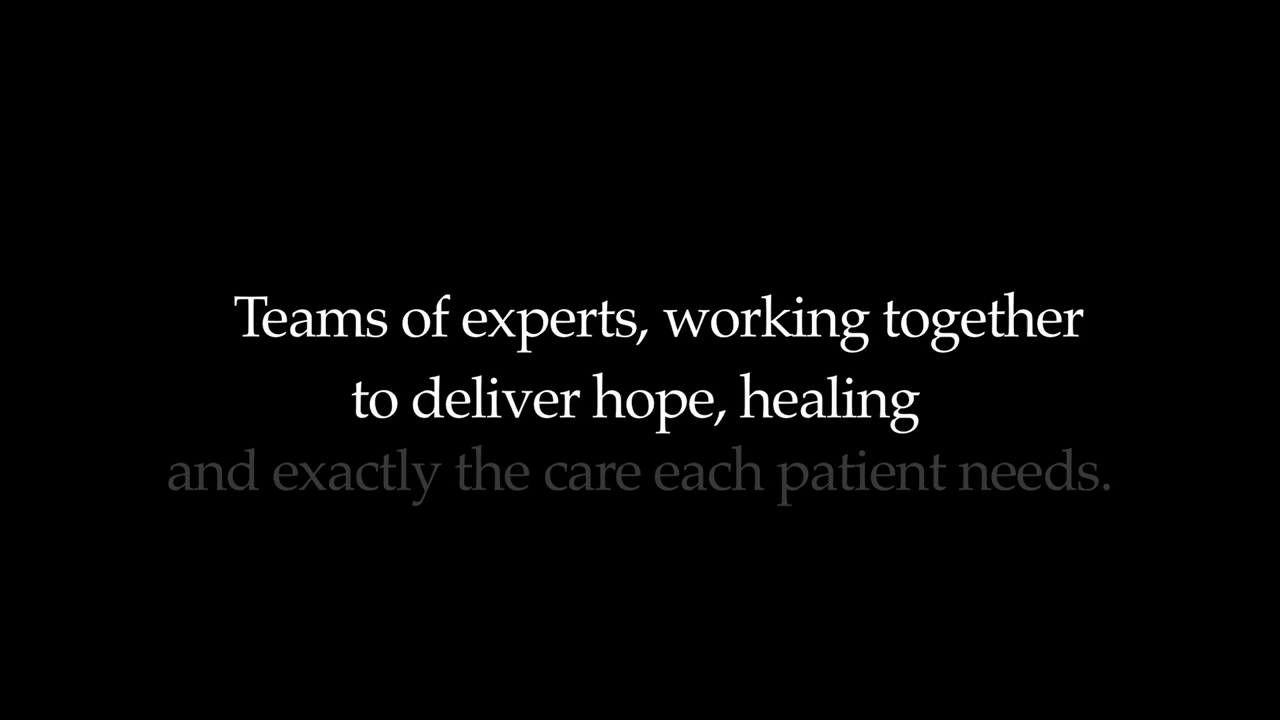 Teams of experts, working together
to deliver hope, healing
and exactly the care each patient needs.